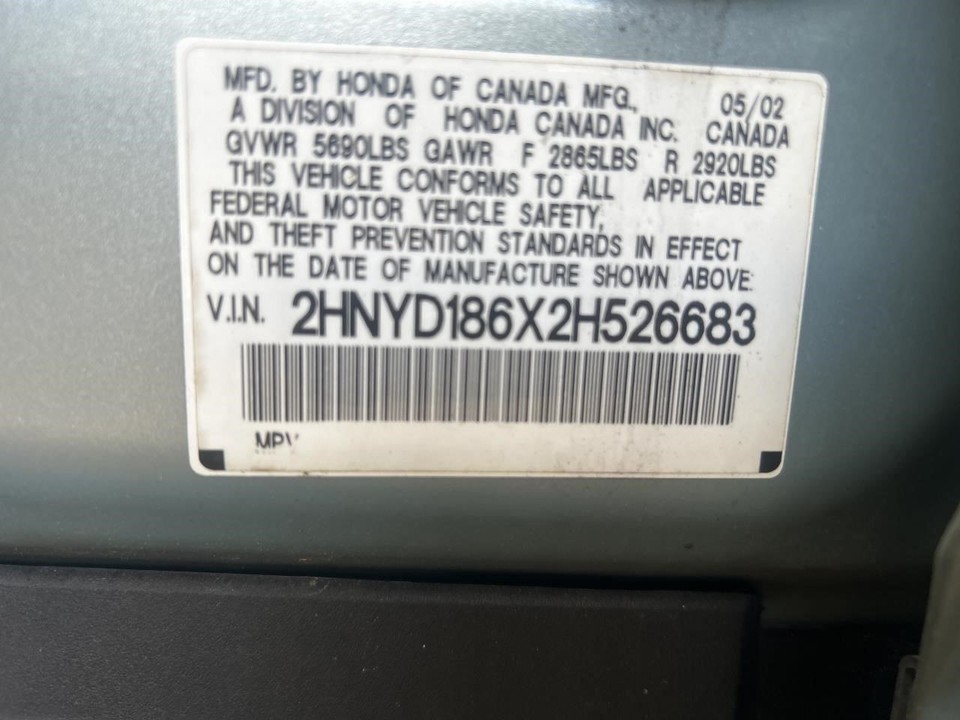 MFD. BY HONDA OF CANADA MFG., 05/02
A DIVISION OF HONDA CANADA INC. CANADA
GVWR 5690LBS GAWR F 2865LBS R 2920LBS
THIS VEHICLE CONFORMS TO ALL APPLICABLE
FEDERAL MOTOR VEHICLE SAFETY,
AND THEFT PREVENTION STANDARDS IN EFFECT
ON THE DATE OF MANUFACTURE SHOWN ABOVE:
V.I.N. 2HNYD186X2H526683
MPV